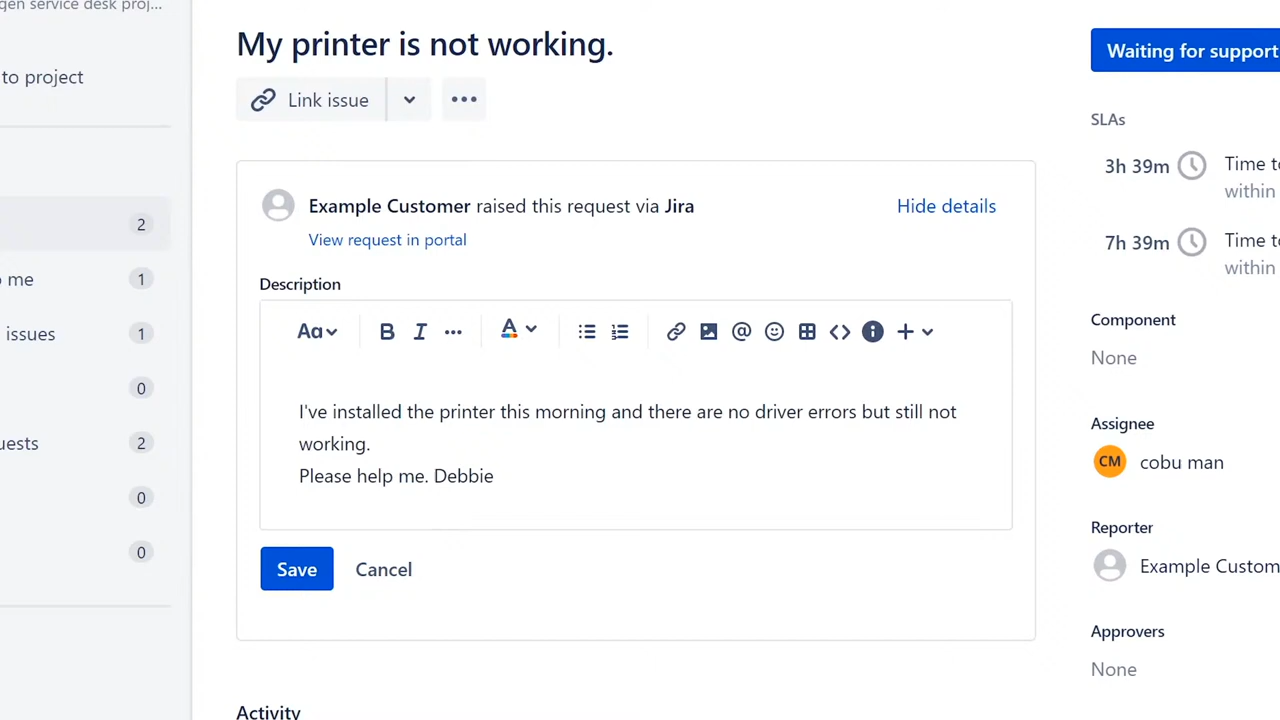 gen service desk proj...
to project
2
me
1
issues
1
0
uests
2
0
0
My printer is not working.
Link issue
Example Customer raised this request via Jira
Hide details
View request in portal
Description
Aa B I A @ <> i +
I've installed the printer this morning and there are no driver errors but still not
working.
Please help me. Debbie
Save Cancel
Activity
Waiting for support
SLAs
3h 39m Time to
within
7h 39m Time to
within
Component
None
Assignee
CM cobu man
Reporter
Example Custom
Approvers
None